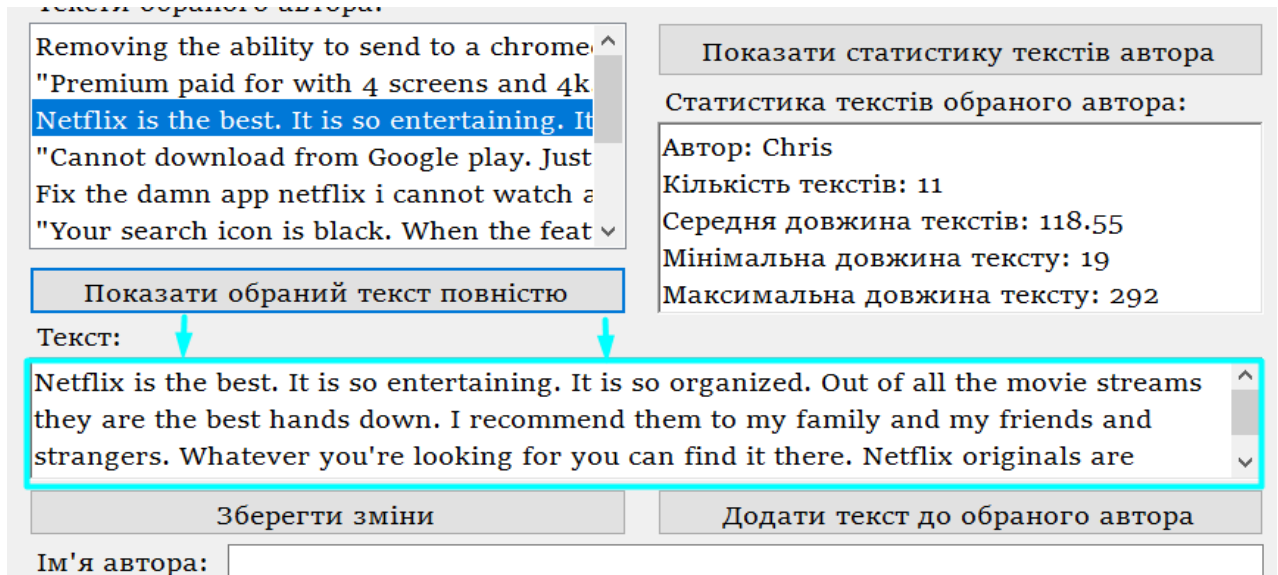 Тексти обраного автора:
Removing the ability to send to a
"Premium paid for with 4 screens and 4k
Netflix is the best. It is so entertaining. It
"Cannot download from Google play. Just
Fix the damn app netflix i cannot watch a
"Your search icon is black. When the feat
Показати обраний текст повністю
Показати статистику текстів автора
Статистика текстів обраного автора:
Автор: Chris
Кількість текстів: 11
Середня довжина текстів: 118.55
Мінімальна довжина тексту: 19
Максимальна довжина тексту: 292
Текст:
Netflix is the best. It is so entertaining. It is so organized. Out of all the movie streams
they are the best hands down. I recommend them to my family and my friends and
strangers. Whatever you're looking for you can find it there. Netflix originals are
Зберегти зміни
Додати текст до обраного автора
Ім'я автора: